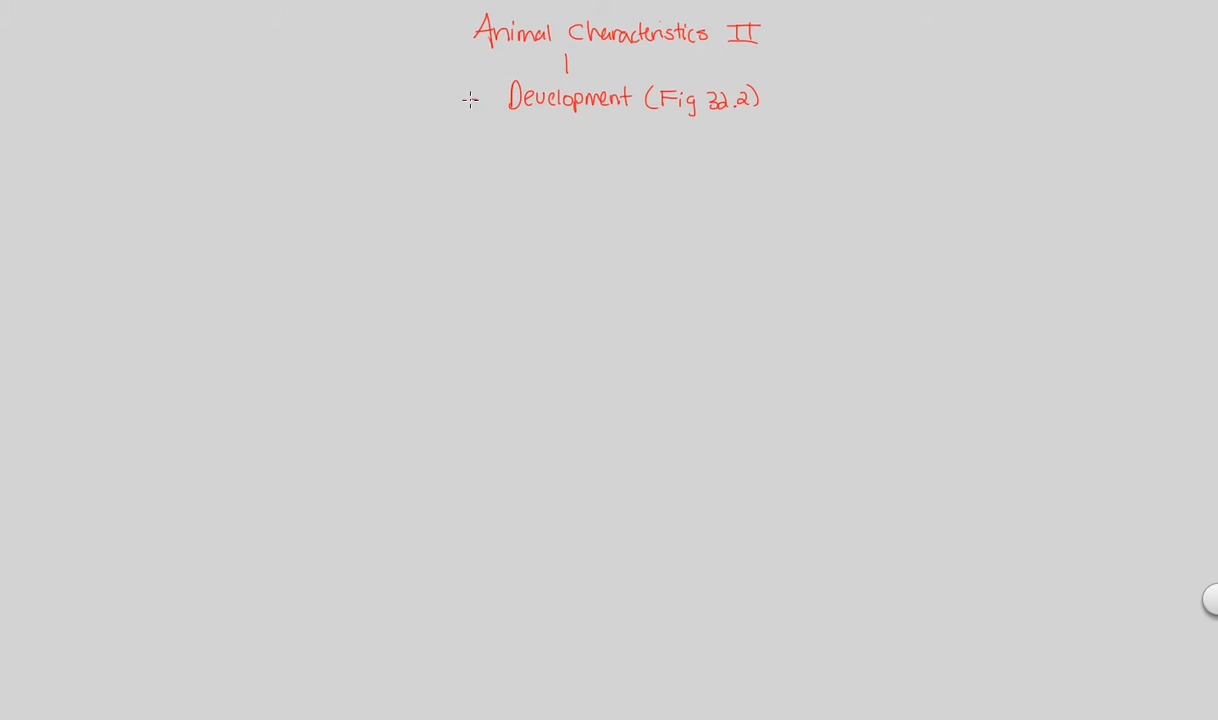 Animal Characteristics II
Development (Fig 32.2)